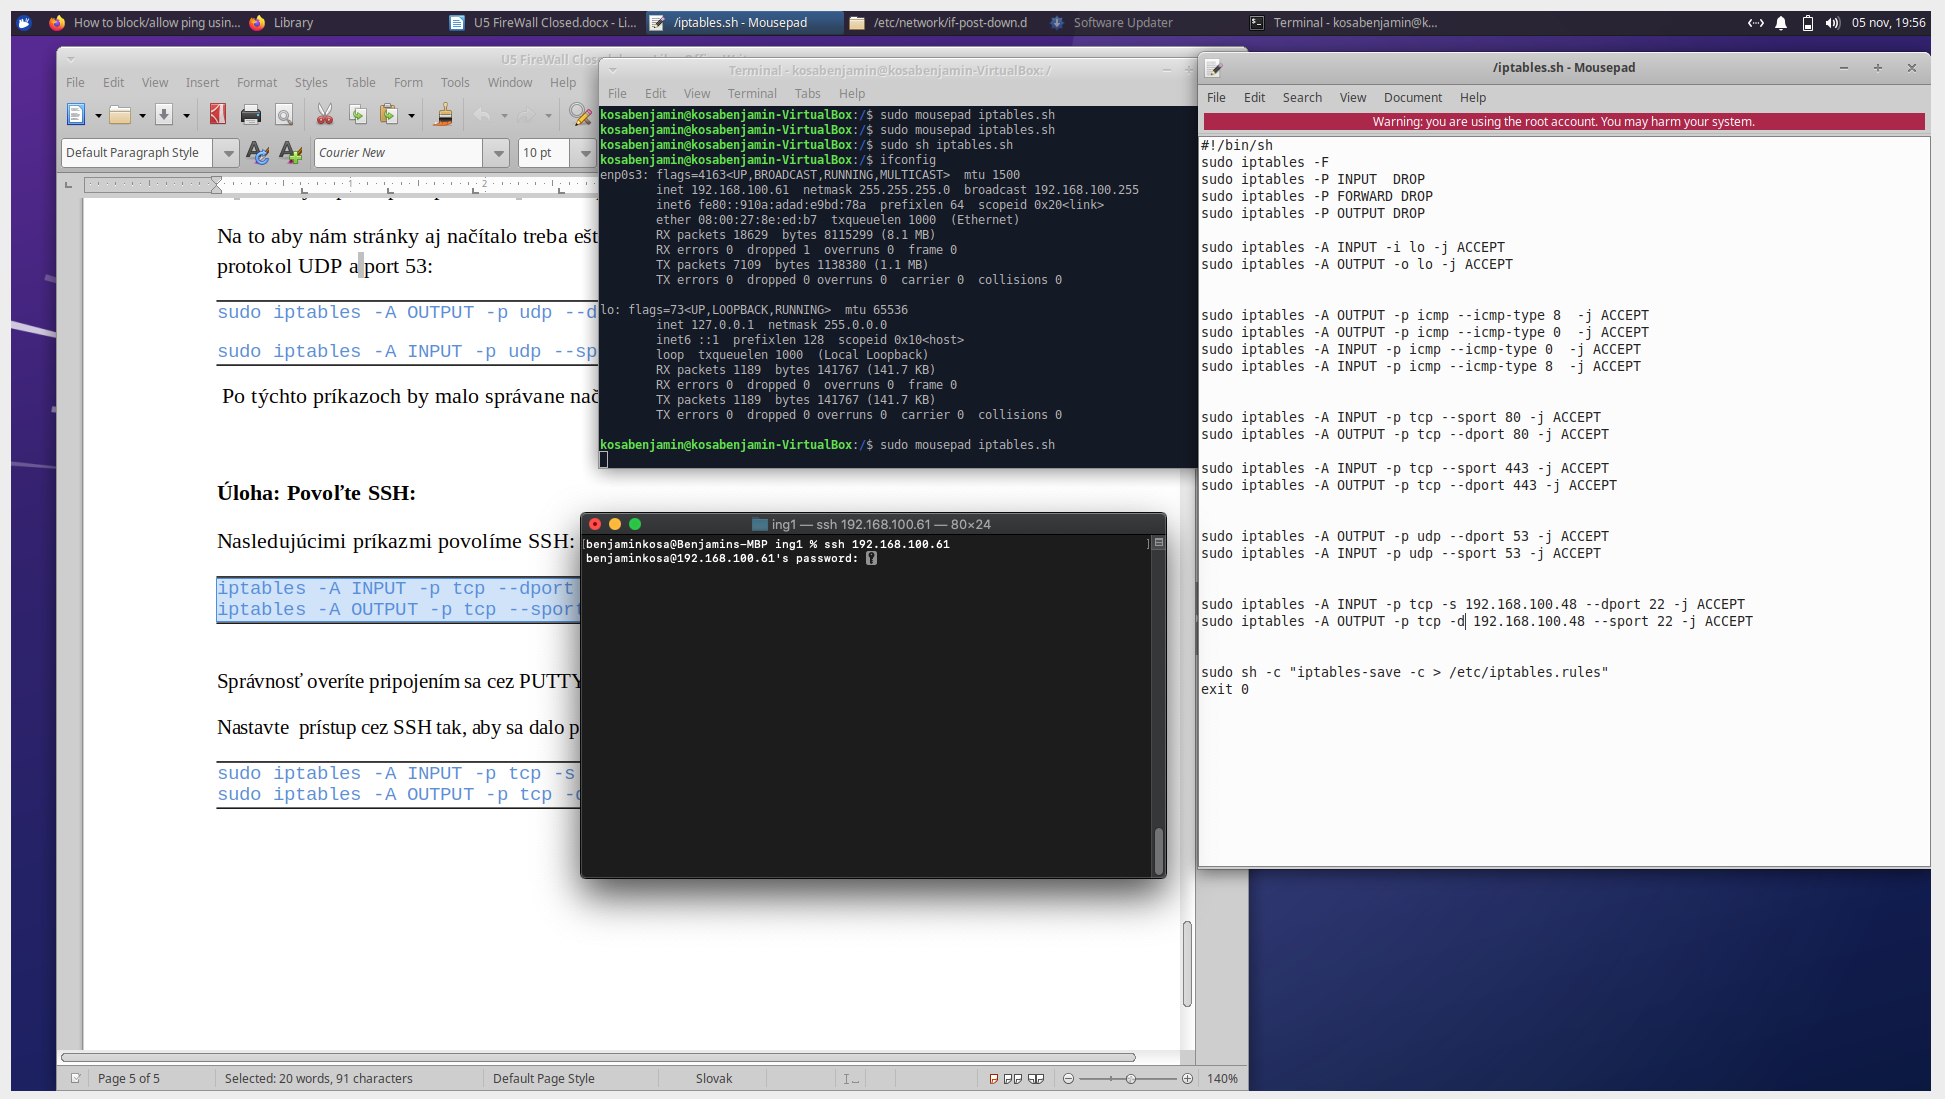 How to block/allow ping usin... Library U5 FireWall Closed.docx - Li... /iptables.sh - Mousepad /etc/network/if-post-down.d Software Updater Terminal - kosabenjamin@k... 05 nov, 19:56
File Edit View Insert Format Styles Table Form Tools Window Help
Default Paragraph Style Courier New 10 pt
1 2
Na to aby nám stránky aj načítalo treba ešt
protokol UDP a port 53:
sudo iptables -A OUTPUT -p udp --d
sudo iptables -A INPUT -p udp --sp
Po týchto príkazoch by malo správane nač
Úloha: Povoľte SSH:
Nasledujúcimi príkazmi povolíme SSH:
iptables -A INPUT -p tcp --dport
iptables -A OUTPUT -p tcp --sport
Správnosť overíte pripojením sa cez PUTTY
Nastavte  prístup cez SSH tak, aby sa dalo p
sudo iptables -A INPUT -p tcp -s
sudo iptables -A OUTPUT -p tcp -d
Page 5 of 5 Selected: 20 words, 91 characters Default Page Style Slovak 140%
Terminal - kosabenjamin@kosabenjamin-VirtualBox: /
File Edit View Terminal Tabs Help
kosabenjamin@kosabenjamin-VirtualBox:/$ sudo mousepad iptables.sh
kosabenjamin@kosabenjamin-VirtualBox:/$ sudo mousepad iptables.sh
kosabenjamin@kosabenjamin-VirtualBox:/$ sudo sh iptables.sh
kosabenjamin@kosabenjamin-VirtualBox:/$ ifconfig
enp0s3: flags=4163<UP,BROADCAST,RUNNING,MULTICAST>  mtu 1500
inet 192.168.100.61  netmask 255.255.255.0  broadcast 192.168.100.255
inet6 fe80::910a:adad:e9bd:78a  prefixlen 64  scopeid 0x20<link>
ether 08:00:27:8e:ed:b7  txqueuelen 1000  (Ethernet)
RX packets 18629  bytes 8115299 (8.1 MB)
RX errors 0  dropped 1  overruns 0  frame 0
TX packets 7109  bytes 1138380 (1.1 MB)
TX errors 0  dropped 0 overruns 0  carrier 0  collisions 0
lo: flags=73<UP,LOOPBACK,RUNNING>  mtu 65536
inet 127.0.0.1  netmask 255.0.0.0
inet6 ::1  prefixlen 128  scopeid 0x10<host>
loop  txqueuelen 1000  (Local Loopback)
RX packets 1189  bytes 141767 (141.7 KB)
RX errors 0  dropped 0  overruns 0  frame 0
TX packets 1189  bytes 141767 (141.7 KB)
TX errors 0  dropped 0 overruns 0  carrier 0  collisions 0
kosabenjamin@kosabenjamin-VirtualBox:/$ sudo mousepad iptables.sh
ing1 — ssh 192.168.100.61 — 80×24
[benjaminkosa@Benjamins-MBP ing1 % ssh 192.168.100.61 ]
benjaminkosa@192.168.100.61's password:
/iptables.sh - Mousepad
File Edit Search View Document Help
Warning: you are using the root account. You may harm your system.
#!/bin/sh
sudo iptables -F
sudo iptables -P INPUT  DROP
sudo iptables -P FORWARD DROP
sudo iptables -P OUTPUT DROP
sudo iptables -A INPUT -i lo -j ACCEPT
sudo iptables -A OUTPUT -o lo -j ACCEPT
sudo iptables -A OUTPUT -p icmp --icmp-type 8  -j ACCEPT
sudo iptables -A OUTPUT -p icmp --icmp-type 0  -j ACCEPT
sudo iptables -A INPUT -p icmp --icmp-type 0  -j ACCEPT
sudo iptables -A INPUT -p icmp --icmp-type 8  -j ACCEPT
sudo iptables -A INPUT -p tcp --sport 80 -j ACCEPT
sudo iptables -A OUTPUT -p tcp --dport 80 -j ACCEPT
sudo iptables -A INPUT -p tcp --sport 443 -j ACCEPT
sudo iptables -A OUTPUT -p tcp --dport 443 -j ACCEPT
sudo iptables -A OUTPUT -p udp --dport 53 -j ACCEPT
sudo iptables -A INPUT -p udp --sport 53 -j ACCEPT
sudo iptables -A INPUT -p tcp -s 192.168.100.48 --dport 22 -j ACCEPT
sudo iptables -A OUTPUT -p tcp -d 192.168.100.48 --sport 22 -j ACCEPT
sudo sh -c "iptables-save -c > /etc/iptables.rules"
exit 0